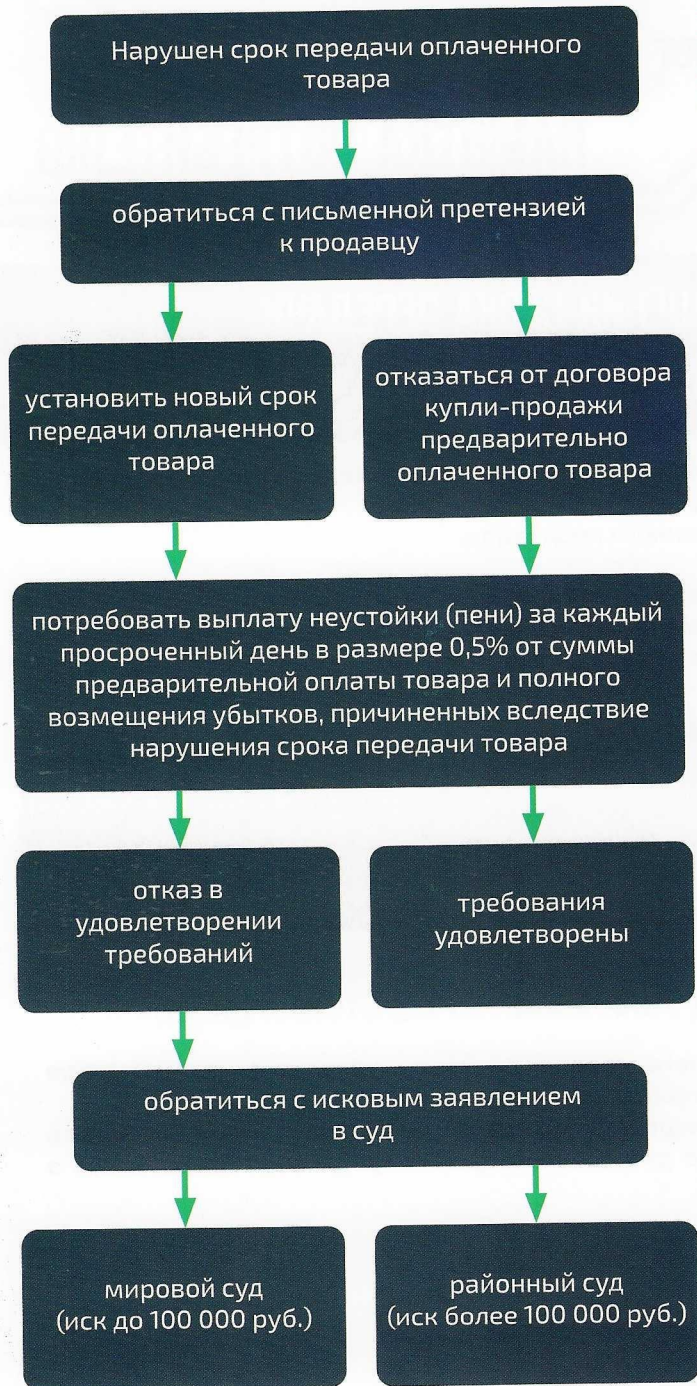 Нарушен срок передачи оплаченного
товара
обратиться с письменной претензией
к продавцу
установить новый срок
передачи оплаченного
товара
отказаться от договора
купли-продажи
предварительно
оплаченного товара
потребовать выплату неустойки (пени) за каждый
просроченный день в размере 0,5% от суммы
предварительной оплаты товара и полного
возмещения убытков, причиненных вследствие
нарушения срока передачи товара
отказ в
удовлетворении
требований
требования
удовлетворены
обратиться с исковым заявлением
в суд
мировой суд
(иск до 100 000 руб.)
районный суд
(иск более 100 000 руб.)